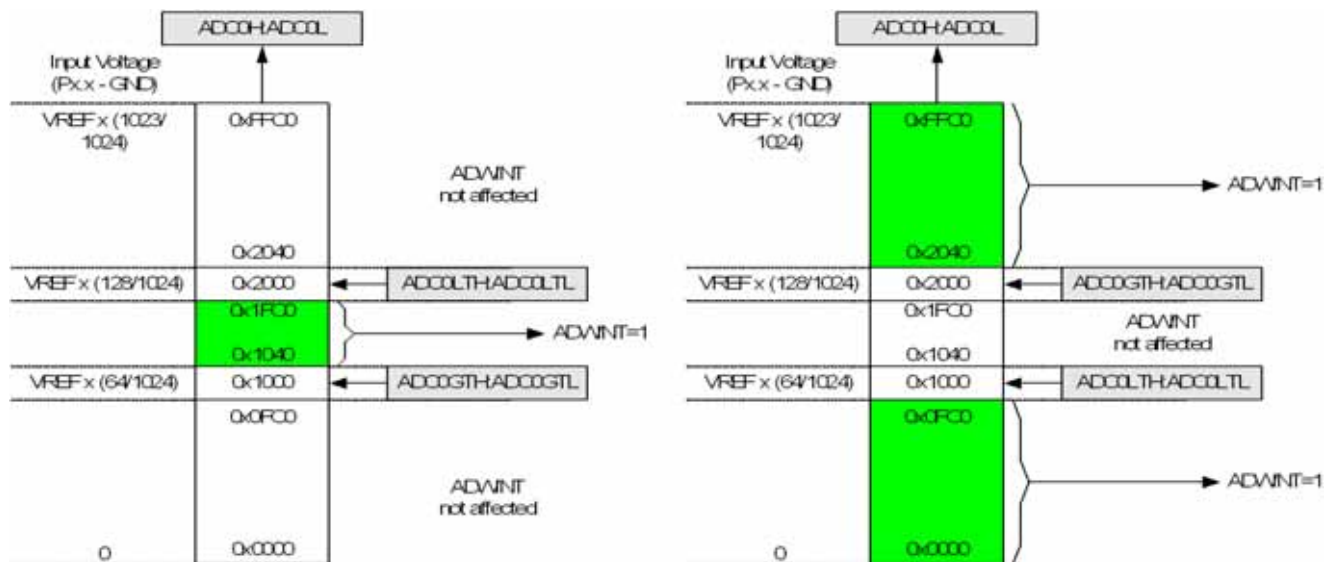 ADC0H:ADC0L
Input Voltage
(Px.x - GND)
VREF x (1023/
1024)
0xFFC0
ADWINT
not affected
0x2040
VREF x (128/1024)
0x2000
ADC0LTH:ADC0LTL
0x1FC0
ADWINT=1
0x1040
VREF x (64/1024)
0x1000
ADC0GTH:ADC0GTL
0x0FC0
ADWINT
not affected
0
0x0000
ADC0H:ADC0L
Input Voltage
(Px.x - GND)
VREF x (1023/
1024)
0xFFC0
ADWINT=1
0x2040
VREF x (128/1024)
0x2000
ADC0GTH:ADC0GTL
0x1FC0
ADWINT
not affected
0x1040
VREF x (64/1024)
0x1000
ADC0LTH:ADC0LTL
0x0FC0
ADWINT=1
0
0x0000